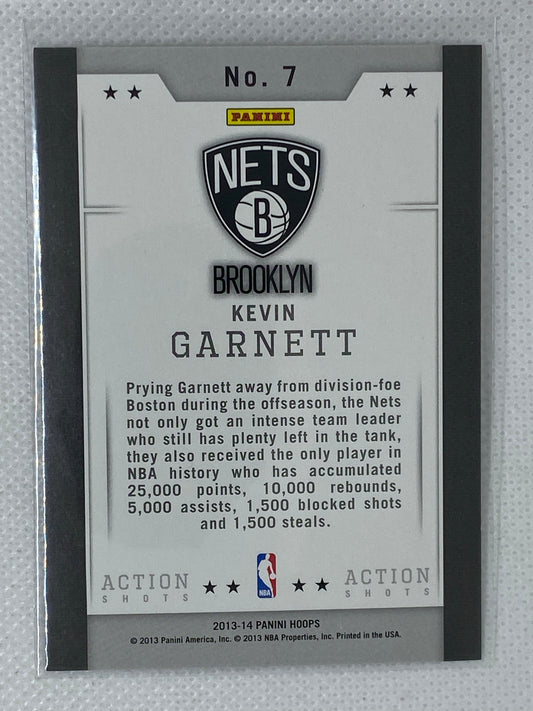 No. 7
PANINI
NETS
B
BROOKLYN
KEVIN
GARNETT
Prying Garnett away from division-foe
Boston during the offseason, the Nets
not only got an intense team leader
who still has plenty left in the tank,
they also received the only player in
NBA history who has accumulated
25,000 points, 10,000 rebounds,
5,000 assists, 1,500 blocked shots
and 1,500 steals.
ACTION
SHOTS
NBA
ACTION
SHOTS
2013-14 PANINI HOOPS
© 2013 Panini America, Inc. © 2013 NBA Properties, Inc. Printed in the USA.